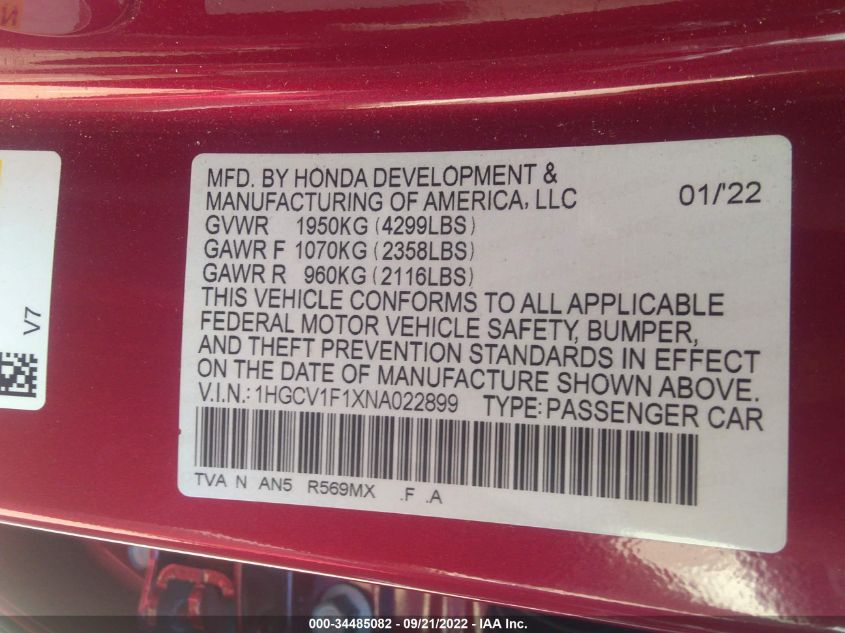 MFD. BY HONDA DEVELOPMENT &
MANUFACTURING OF AMERICA, LLC 01/'22
GVWR 1950KG (4299LBS)
GAWR F 1070KG (2358LBS)
GAWR R 960KG (2116LBS)
THIS VEHICLE CONFORMS TO ALL APPLICABLE
FEDERAL MOTOR VEHICLE SAFETY, BUMPER,
AND THEFT PREVENTION STANDARDS IN EFFECT
ON THE DATE OF MANUFACTURE SHOWN ABOVE.
V.I.N.: 1HGCV1F1XNA022899 TYPE: PASSENGER CAR
TVA N AN5 R569MX .F .A
V7
000-34485082 - 09/21/2022 - IAA Inc.